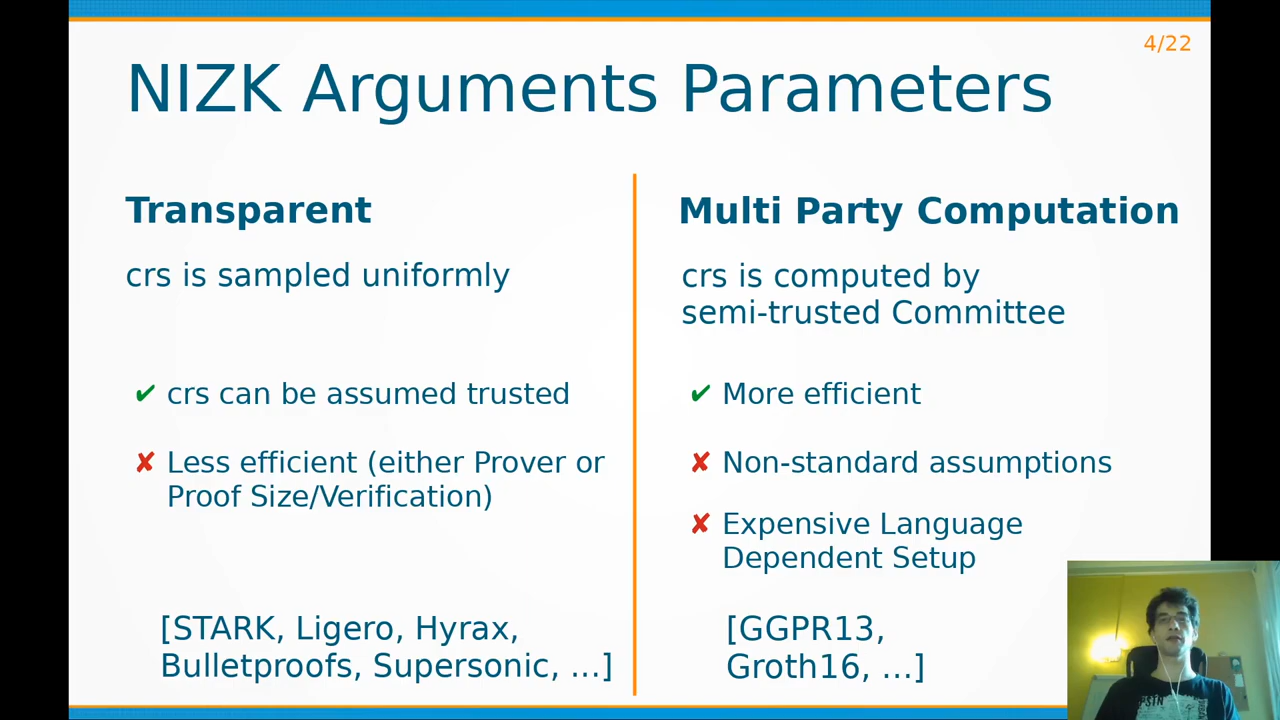 4/22
NIZK Arguments Parameters
Transparent
crs is sampled uniformly
✔ crs can be assumed trusted
✘ Less efficient (either Prover or
Proof Size/Verification)
[STARK, Ligero, Hyrax,
Bulletproofs, Supersonic, ...]
Multi Party Computation
crs is computed by
semi-trusted Committee
✔ More efficient
✘ Non-standard assumptions
✘ Expensive Language
Dependent Setup
[GGPR13,
Groth16, ...]